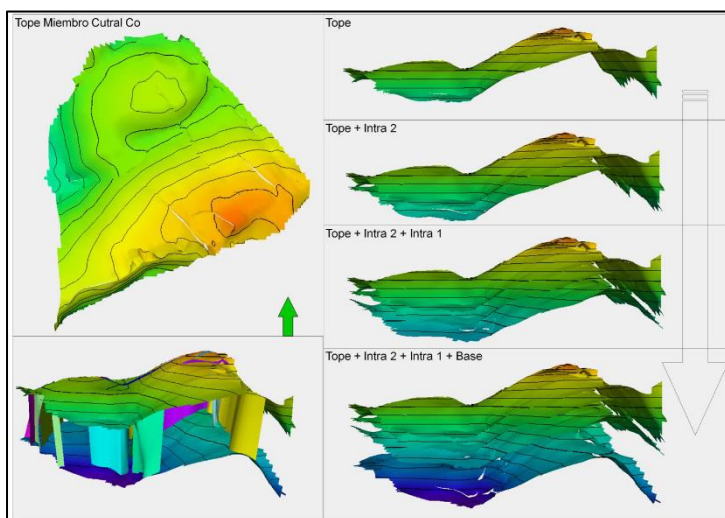 Tope Miembro Cutral Co
Tope
Tope + Intra 2
Tope + Intra 2 + Intra 1
Tope + Intra 2 + Intra 1 + Base